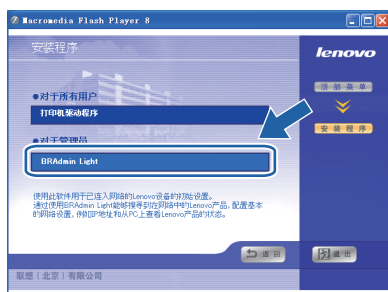 Macromedia Flash Player 8
安装程序
lenovo
顶部菜单
●对于所有用户
打印机驱动程序
安装程序
●对于管理员
BRAdmin Light
使用此软件用于已连入网络的Lenovo设备的初始设置。
通过使用BRAdmin Light能够搜寻到在网络中的Lenovo产品,配置基本
的网络设置,例如IP地址和从PC上查看Lenovo产品的状态。
返回
退出
联想(北京)有限公司